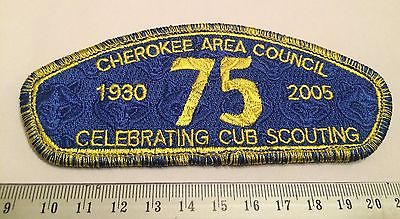 CHEROKEE AREA COUNCIL
1930 75 2005
CELEBRATING CUB SCOUTING
9 10 11 12 13 14 15 16 17 18 19 20